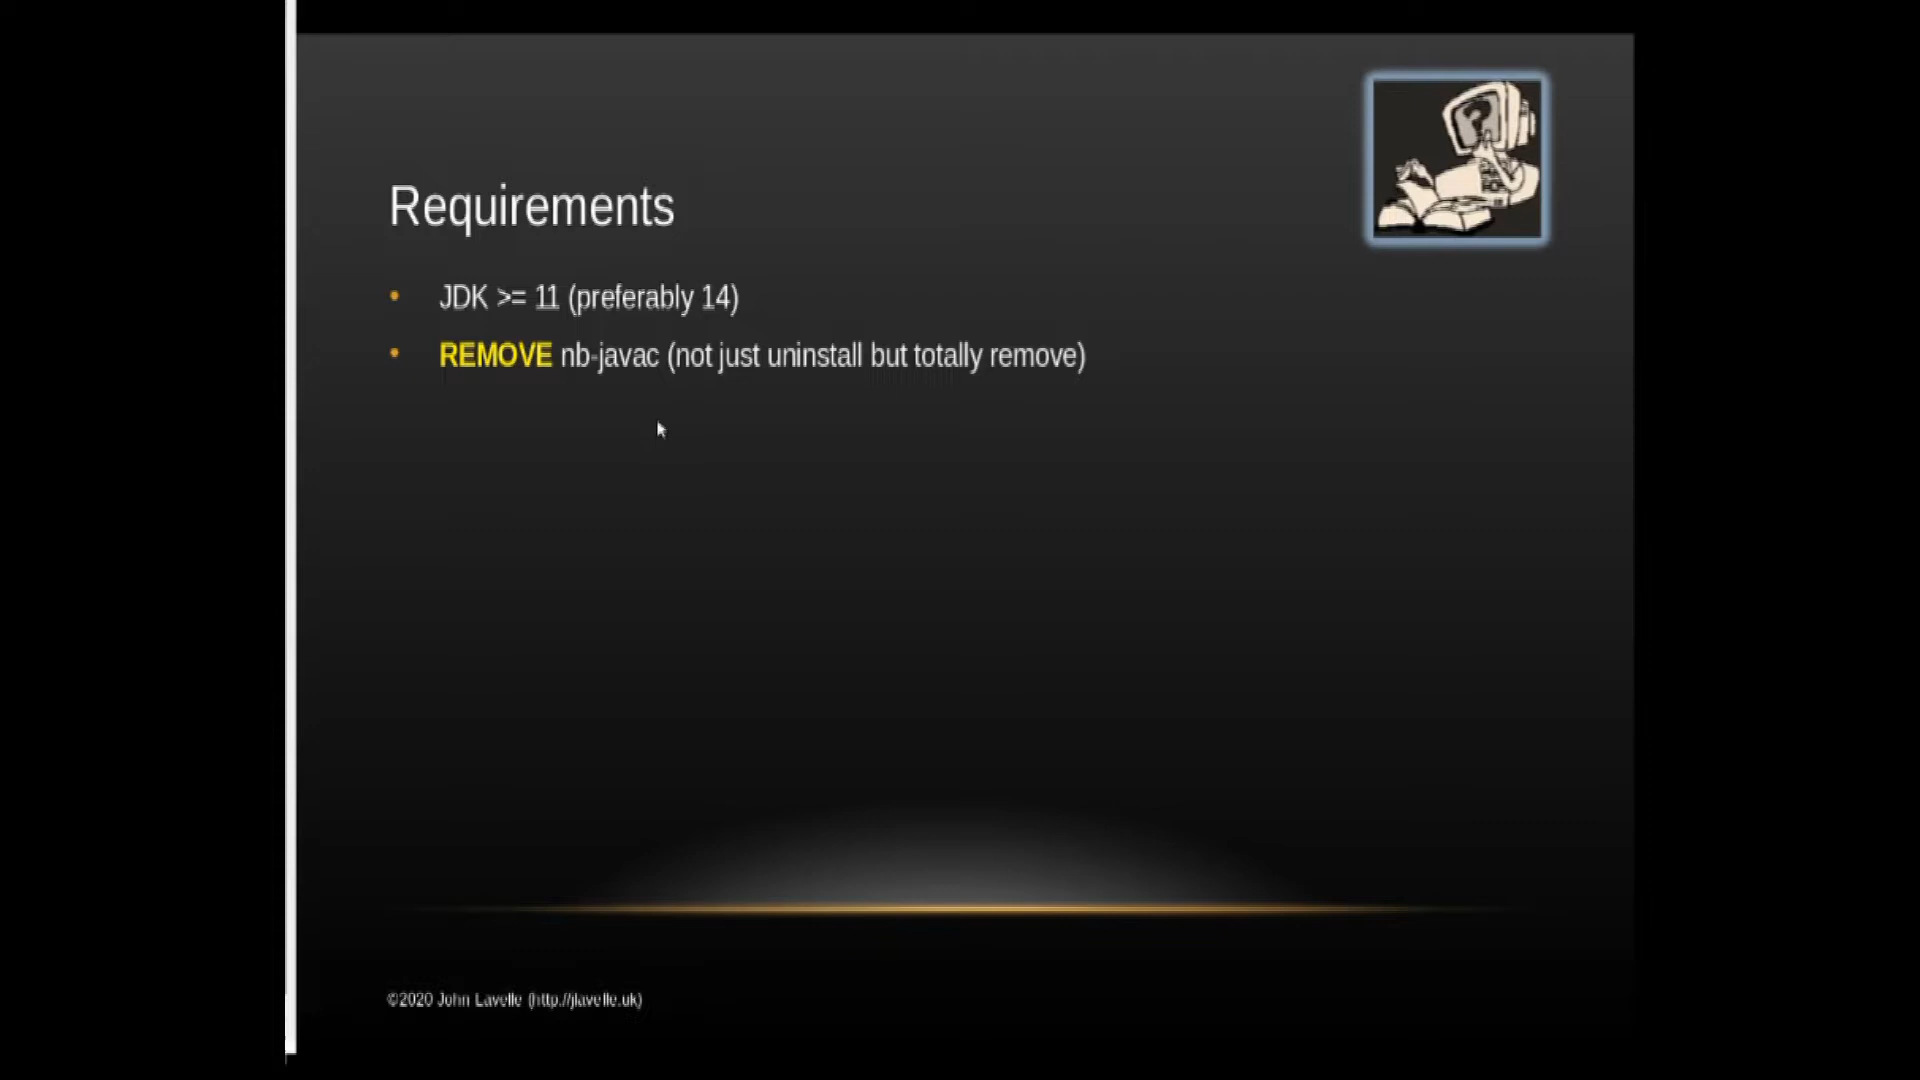 Requirements
• JDK >= 11 (preferably 14)
• REMOVE nb-javac (not just uninstall but totally remove)
©2020 John Lavelle (http://jlavelle.uk)